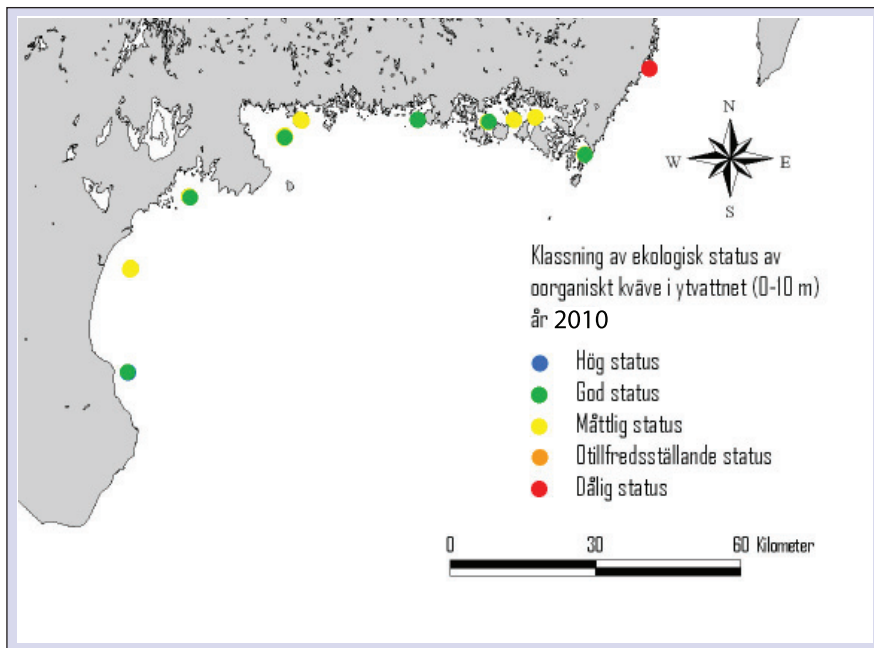 N
W E
S
Klassning av ekologisk status av
oorganiskt kväve i ytvattnet (0-10 m)
år 2010
Hög status
God status
Måttlig status
Otillfredsställande status
Dålig status
0 30 60 Kilometer